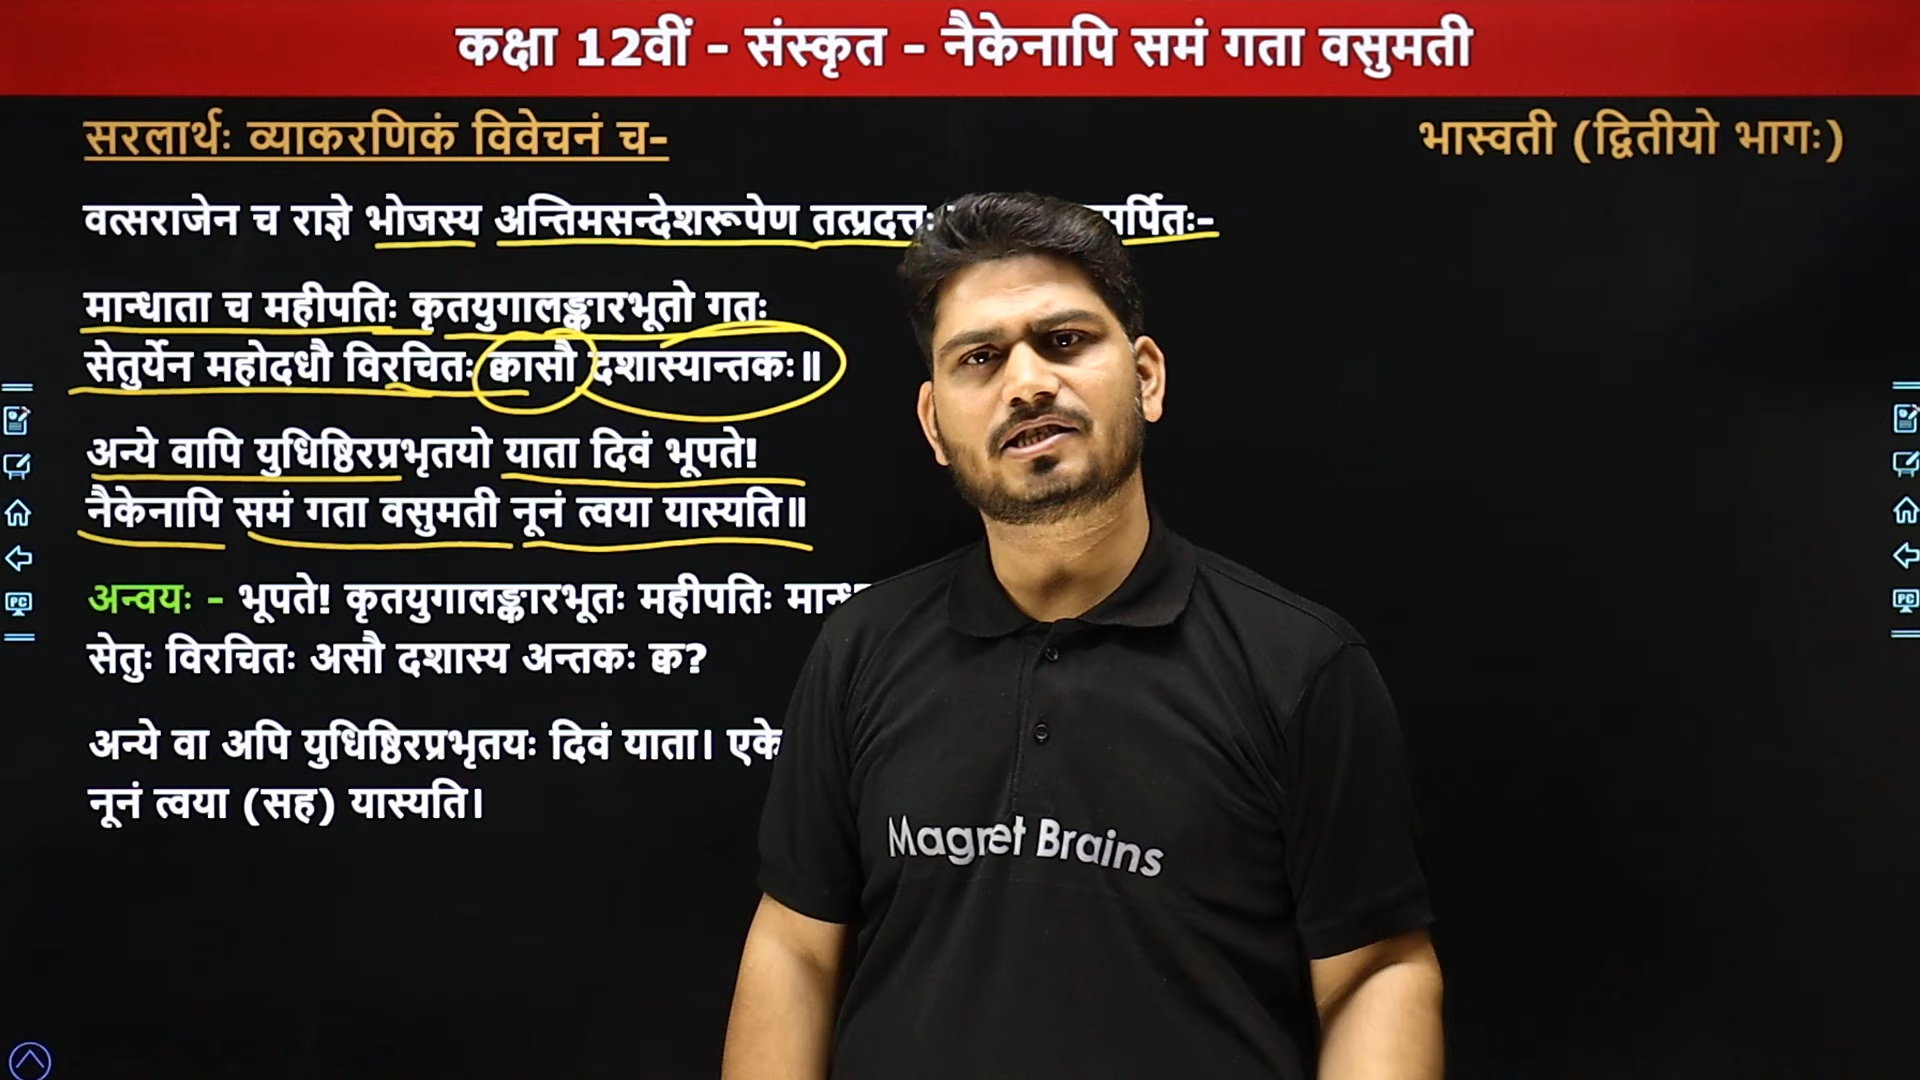 कक्षा 12वीं - संस्कृत - नैकेनापि समं गता वसुमती
सरलार्थः व्याकरणिकं विवेचनं च-
भास्वती (द्वितीयो भागः)
वत्सराजेन च राज्ञे भोजस्य अन्तिमसन्देशरूपेण तत्प्रदत्तः
मान्धाता च महीपतिः कृतयुगालङ्कारभूतो गतः
सेतुर्येन महोदधौ विरचितः क्वासौ दशास्यान्तकः॥
अन्ये वापि युधिष्ठिरप्रभृतयो याता दिवं भूपते!
नैकेनापि समं गता वसुमती नूनं त्वया यास्यति॥
अन्वयः - भूपते! कृतयुगालङ्कारभूतः महीपतिः
सेतुः विरचितः असौ दशास्य अन्तकः क्व?
अन्ये वा अपि युधिष्ठिरप्रभृतयः दिवं याता।
नूनं त्वया (सह) यास्यति।
Magnet Brains
PC
PC